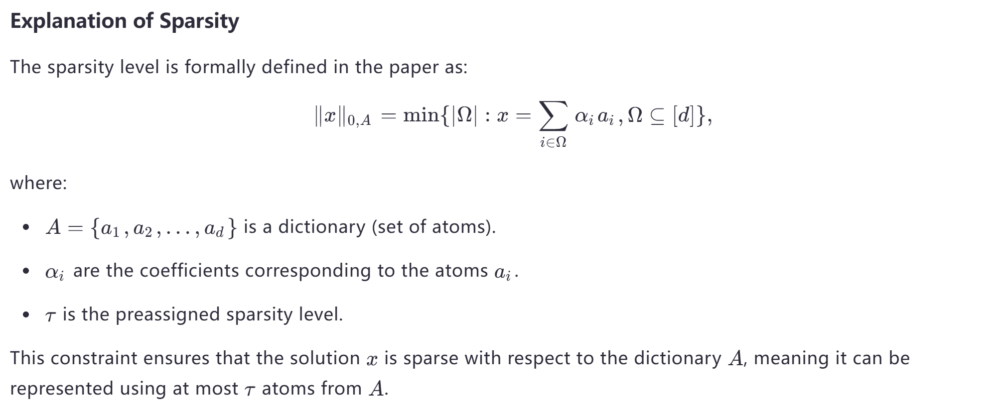 Explanation of Sparsity
The sparsity level is formally defined in the paper as:
$$\|x\|_{0,A} = \min\{|\Omega| : x = \sum_{i \in \Omega} \alpha_i a_i, \Omega \subseteq [d]\},$$
where:
• $A = \{a_1, a_2, \ldots, a_d\}$ is a dictionary (set of atoms).
• $\alpha_i$ are the coefficients corresponding to the atoms $a_i$.
• $\tau$ is the preassigned sparsity level.
This constraint ensures that the solution $x$ is sparse with respect to the dictionary $A$, meaning it can be
represented using at most $\tau$ atoms from $A$.